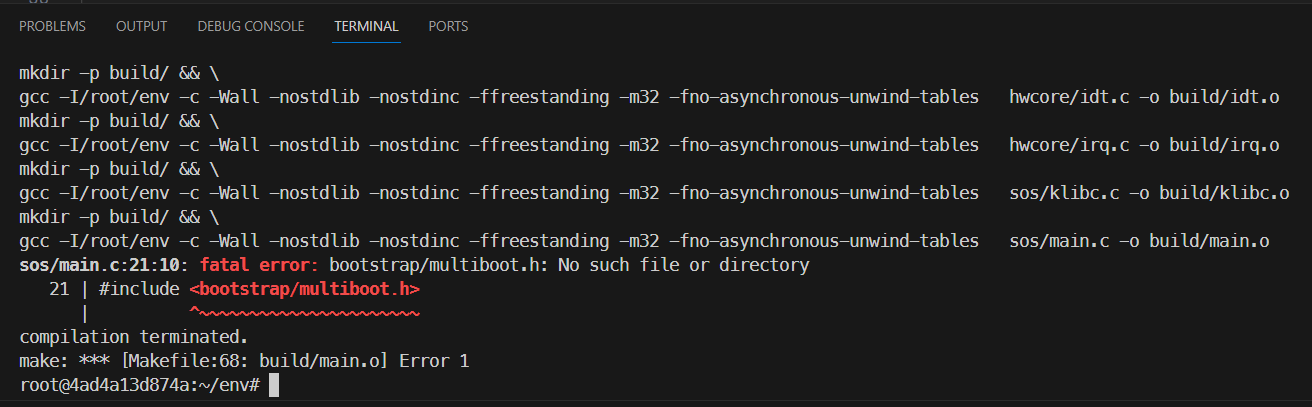 PROBLEMS OUTPUT DEBUG CONSOLE TERMINAL PORTS
mkdir -p build/ && \
gcc -I/root/env -c -Wall -nostdlib -nostdinc -ffreestanding -m32 -fno-asynchronous-unwind-tables   hwcore/idt.c -o build/idt.o
mkdir -p build/ && \
gcc -I/root/env -c -Wall -nostdlib -nostdinc -ffreestanding -m32 -fno-asynchronous-unwind-tables   hwcore/irq.c -o build/irq.o
mkdir -p build/ && \
gcc -I/root/env -c -Wall -nostdlib -nostdinc -ffreestanding -m32 -fno-asynchronous-unwind-tables   sos/klibc.c -o build/klibc.o
mkdir -p build/ && \
gcc -I/root/env -c -Wall -nostdlib -nostdinc -ffreestanding -m32 -fno-asynchronous-unwind-tables   sos/main.c -o build/main.o
sos/main.c:21:10: fatal error: bootstrap/multiboot.h: No such file or directory
   21 | #include <bootstrap/multiboot.h>
      |          ^~~~~~~~~~~~~~~~~~~~~~~
compilation terminated.
make: *** [Makefile:68: build/main.o] Error 1
root@4ad4a13d874a:~/env#